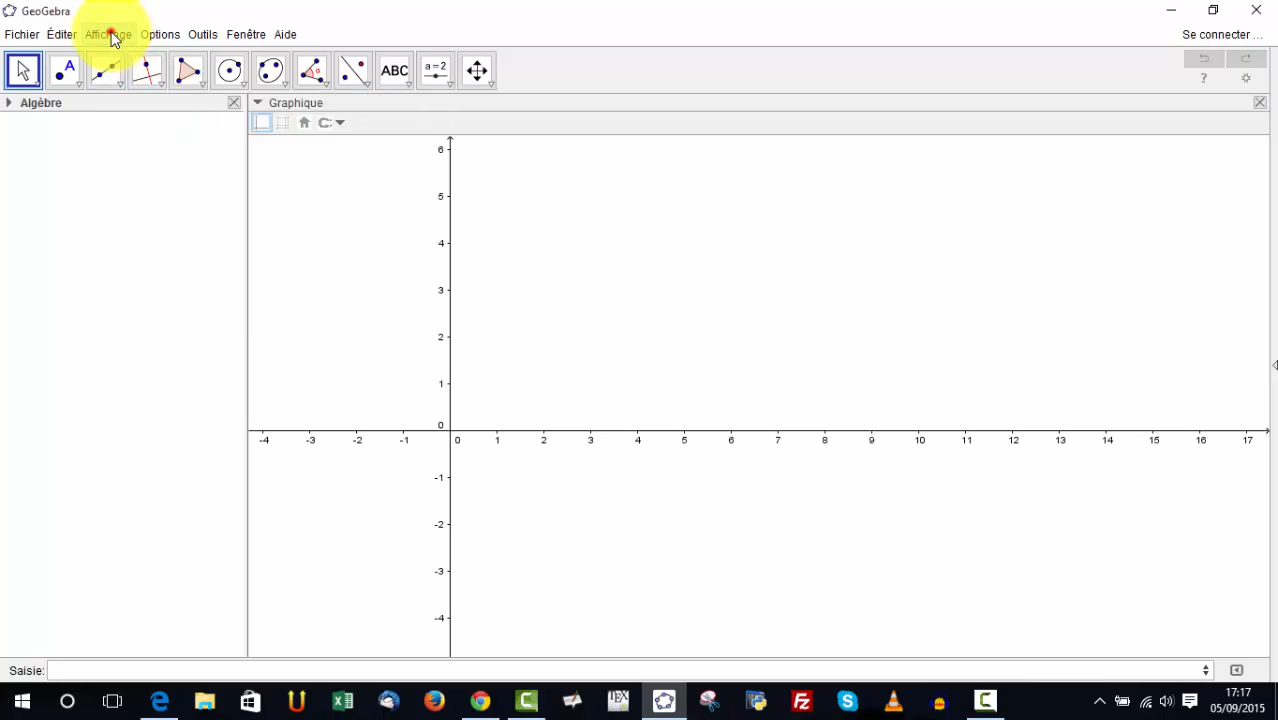 GeoGebra
Fichier Éditer Affichage Options Outils Fenêtre Aide Se connecter ...
A ABC a=2
Algèbre Graphique
6
5
4
3
2
1
0
-4 -3 -2 -1 0 1 2 3 4 5 6 7 8 9 10 11 12 13 14 15 16 17
-1
-2
-3
-4
Saisie:
17:17
05/09/2015